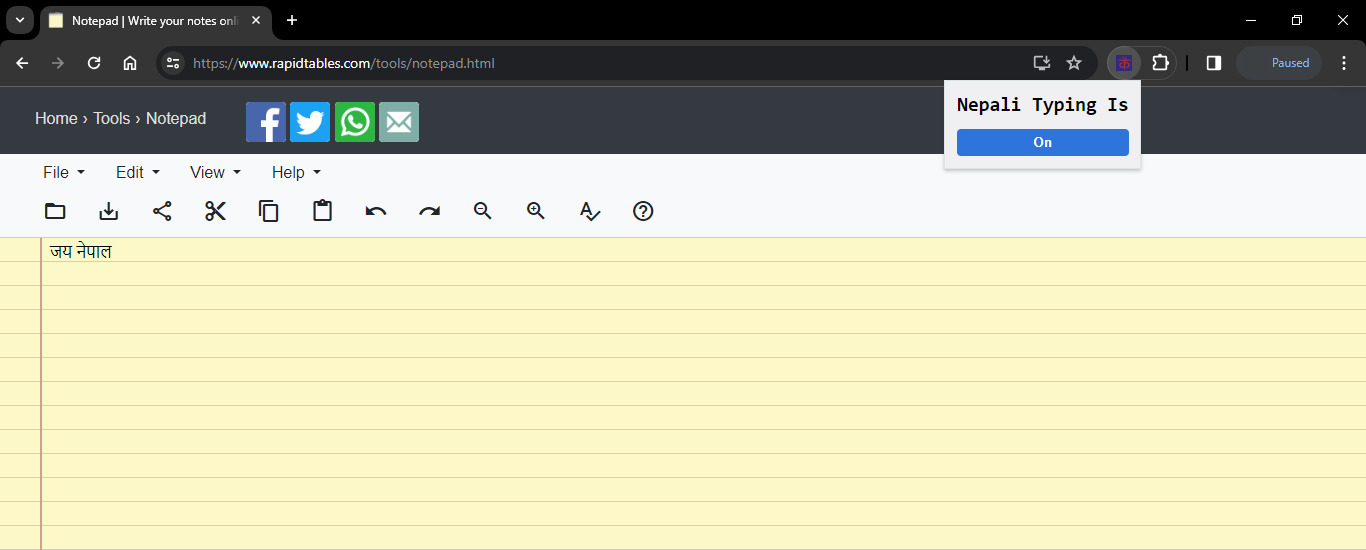 Notepad | Write your notes onli
https://www.rapidtables.com/tools/notepad.html
Paused
Home › Tools › Notepad
Nepali Typing Is
On
File Edit View Help
जय नेपाल